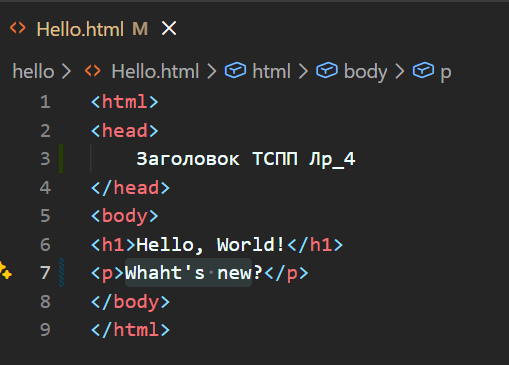 Hello.html M
hello > Hello.html > html > body > p
1 <html>
2 <head>
3 Заголовок ТСПП Лр_4
4 </head>
5 <body>
6 <h1>Hello, World!</h1>
7 <p>Whaht's new?</p>
8 </body>
9 </html>